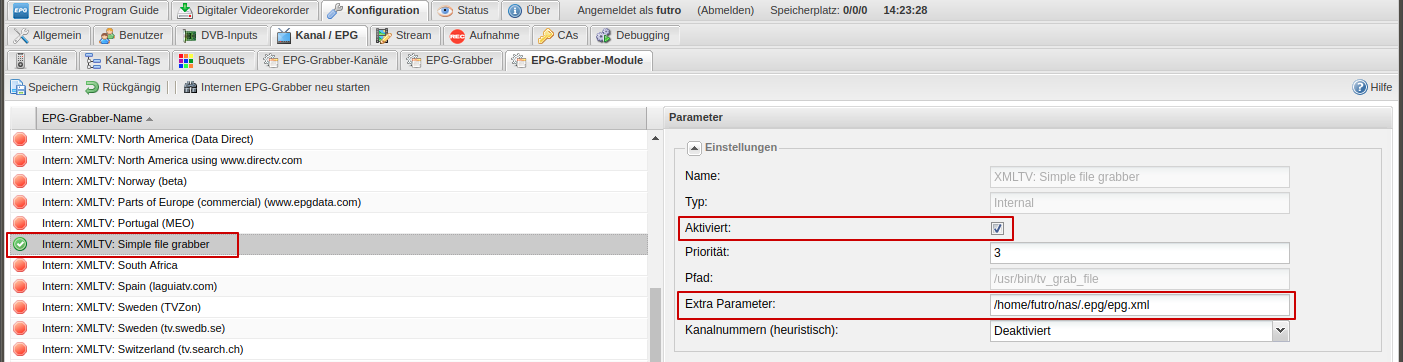 EPG Electronic Program Guide Digitaler Videorekorder Konfiguration Status Über Angemeldet als futro (Abmelden) Speicherplatz: 0/0/0 14:23:28
Allgemein Benutzer DVB-Inputs Kanal / EPG Stream REC Aufnahme CAs Debugging
Kanäle Kanal-Tags Bouquets EPG-Grabber-Kanäle EPG-Grabber EPG-Grabber-Module
Speichern Rückgängig Internen EPG-Grabber neu starten Hilfe
EPG-Grabber-Name
Intern: XMLTV: North America (Data Direct)
Intern: XMLTV: North America using www.directv.com
Intern: XMLTV: Norway (beta)
Intern: XMLTV: Parts of Europe (commercial) (www.epgdata.com)
Intern: XMLTV: Portugal (MEO)
Intern: XMLTV: Simple file grabber
Intern: XMLTV: South Africa
Intern: XMLTV: Spain (laguiatv.com)
Intern: XMLTV: Sweden (TVZon)
Intern: XMLTV: Sweden (tv.swedb.se)
Intern: XMLTV: Switzerland (tv.search.ch)
Parameter
Einstellungen
Name: XMLTV: Simple file grabber
Typ: Internal
Aktiviert:
Priorität: 3
Pfad: /usr/bin/tv_grab_file
Extra Parameter: /home/futro/nas/.epg/epg.xml
Kanalnummern (heuristisch): Deaktiviert